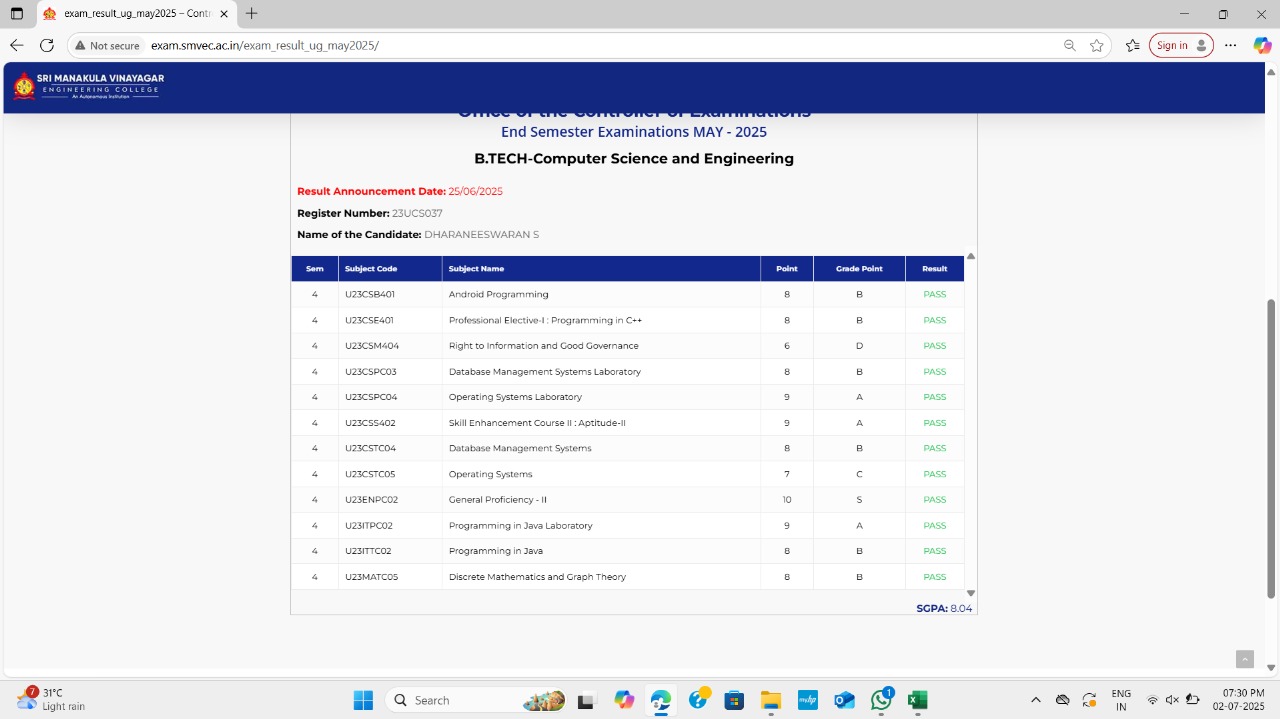 Not secure exam.smvec.ac.in/exam_result_ug_may2025/ Sign in
SRI MANAKULA VINAYAGAR
ENGINEERING COLLEGE
An Autonomous Institution
Office of the Controller of Examinations
End Semester Examinations MAY - 2025
B.TECH-Computer Science and Engineering
Result Announcement Date: 25/06/2025
Register Number: 23UCS037
Name of the Candidate: DHARANEESWARAN S
Sem Subject Code Subject Name Point Grade Point Result
4 U23CSB401 Android Programming 8 B PASS
4 U23CSE401 Professional Elective-I : Programming in C++ 8 B PASS
4 U23CSM404 Right to Information and Good Governance 6 D PASS
4 U23CSPC03 Database Management Systems Laboratory 8 B PASS
4 U23CSPC04 Operating Systems Laboratory 9 A PASS
4 U23CSS402 Skill Enhancement Course II : Aptitude-II 9 A PASS
4 U23CSTC04 Database Management Systems 8 B PASS
4 U23CSTC05 Operating Systems 7 C PASS
4 U23ENPC02 General Proficiency - II 10 S PASS
4 U23ITPC02 Programming in Java Laboratory 9 A PASS
4 U23ITTC02 Programming in Java 8 B PASS
4 U23MATC05 Discrete Mathematics and Graph Theory 8 B PASS
SGPA: 8.04
7 31°C
Light rain
Search
myhp
1
ENG
IN
07:30 PM
02-07-2025